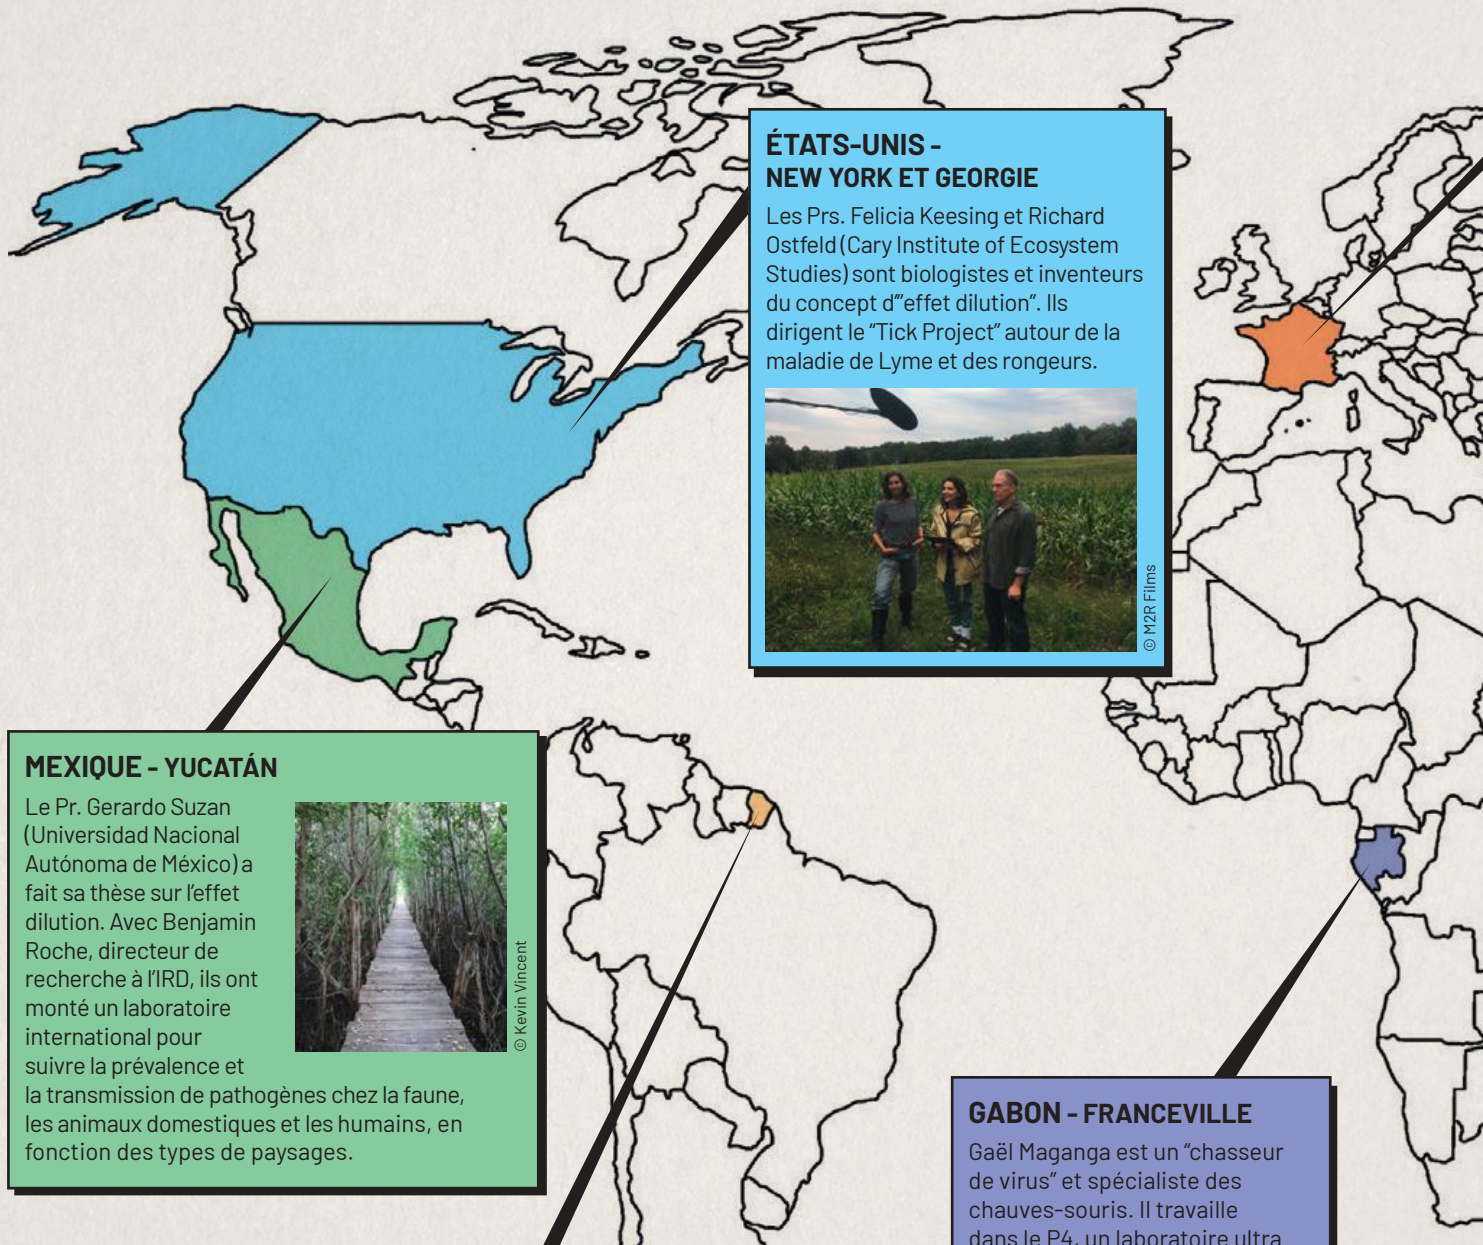 ÉTATS-UNIS -
NEW YORK ET GEORGIE
Les Prs. Felicia Keesing et Richard
Ostfeld (Cary Institute of Ecosystem
Studies) sont biologistes et inventeurs
du concept d’"effet dilution". Ils
dirigent le "Tick Project" autour de la
maladie de Lyme et des rongeurs.
© M2R Films
MEXIQUE - YUCATÁN
Le Pr. Gerardo Suzan
(Universidad Nacional
Autónoma de México) a
fait sa thèse sur l’effet
dilution. Avec Benjamin
Roche, directeur de
recherche à l’IRD, ils ont
monté un laboratoire
international pour
suivre la prévalence et
la transmission de pathogènes chez la faune,
les animaux domestiques et les humains, en
fonction des types de paysages.
© Kevin Vincent
GABON - FRANCEVILLE
Gaël Maganga est un "chasseur
de virus" et spécialiste des
chauves-souris. Il travaille
dans le P4, un laboratoire ultra